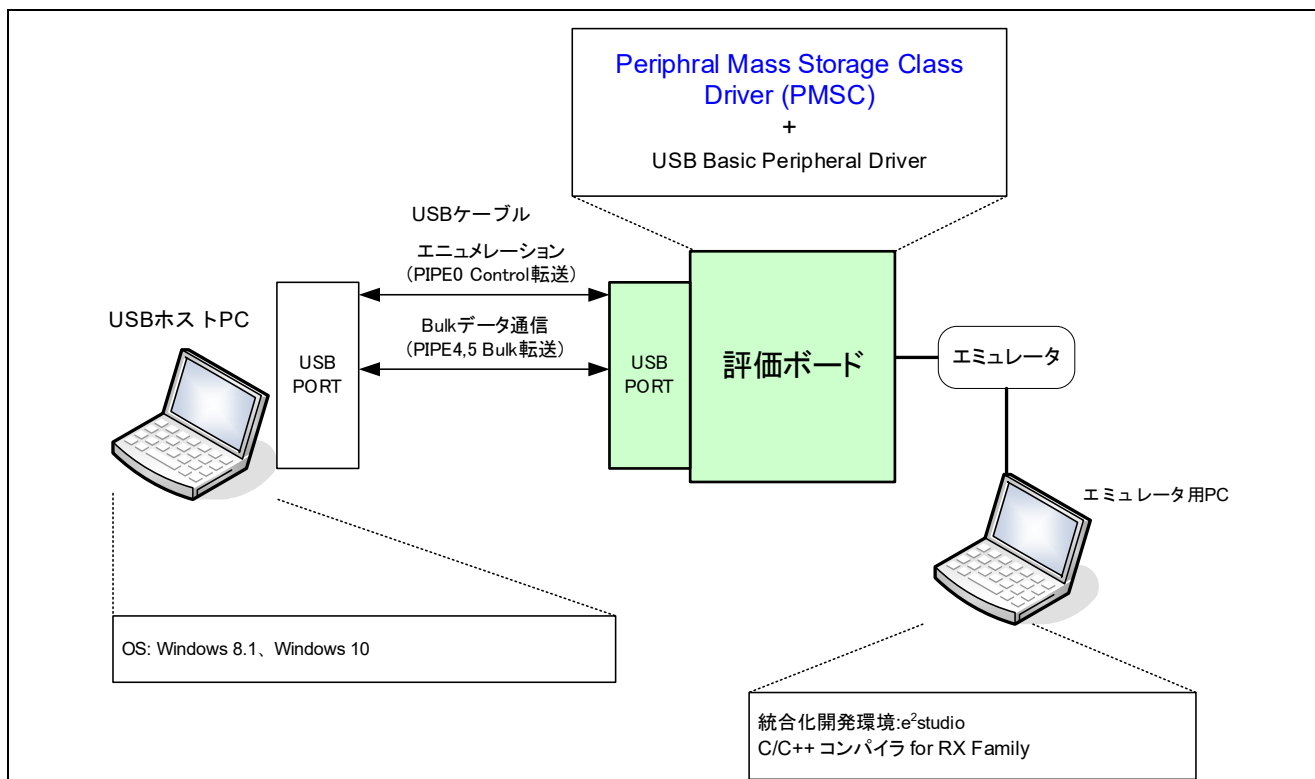 Periphral Mass Storage Class
Driver (PMSC)
+
USB Basic Peripheral Driver
USBケーブル
エニュメレーション
(PIPE0 Control転送)
Bulkデータ通信
(PIPE4,5 Bulk転送)
USBホストPC
USB
PORT
USB
PORT
評価ボード
エミュレータ
エミュレータ用PC
OS: Windows 8.1、Windows 10
統合化開発環境:e²studio
C/C++ コンパイラ for RX Family